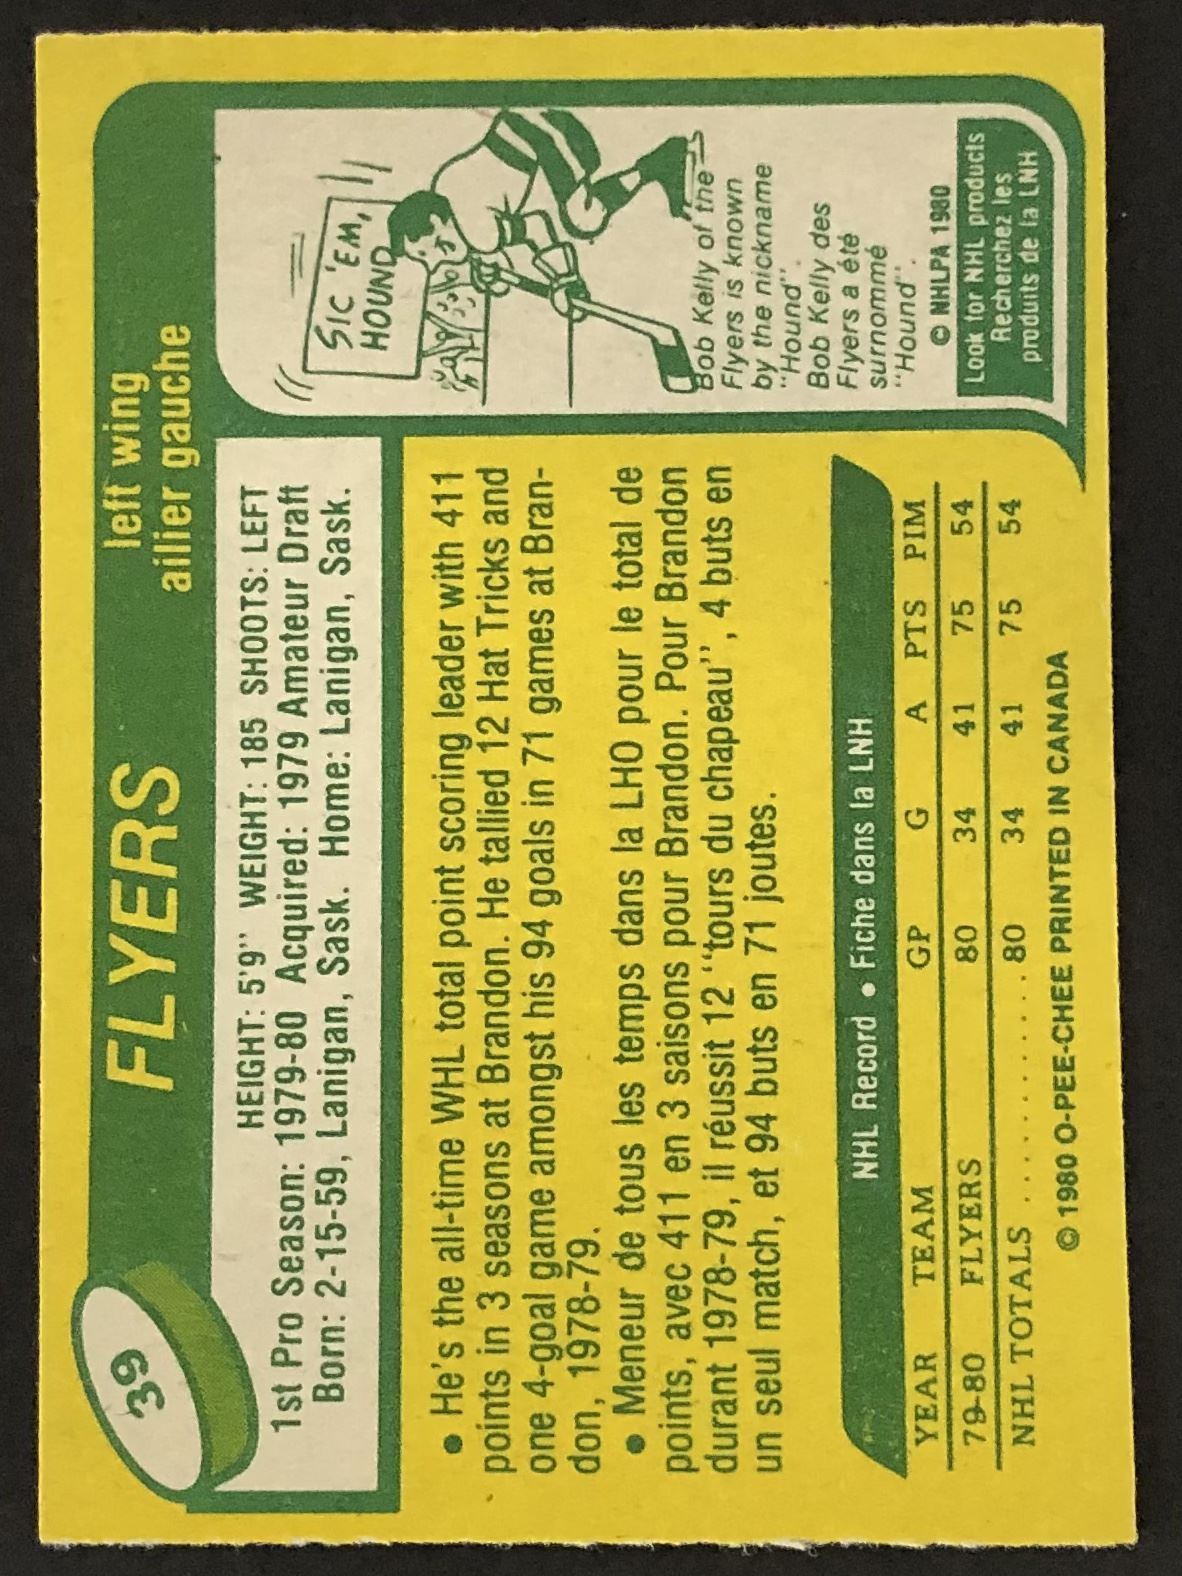 39
FLYERS
left wing
ailier gauche
HEIGHT: 5'9" WEIGHT: 185 SHOOTS: LEFT
1st Pro Season: 1979-80 Acquired: 1979 Amateur Draft
Born: 2-15-59, Lanigan, Sask. Home: Lanigan, Sask.
• He's the all-time WHL total point scoring leader with 411
points in 3 seasons at Brandon. He tallied 12 Hat Tricks and
one 4-goal game amongst his 94 goals in 71 games at Bran-
don, 1978-79.
• Meneur de tous les temps dans la LHO pour le total de
points, avec 411 en 3 saisons pour Brandon. Pour Brandon
durant 1978-79, il réussit 12 "tours du chapeau", 4 buts en
un seul match, et 94 buts en 71 joutes.
NHL Record • Fiche dans la LNH
YEAR TEAM GP G A PTS PIM
79-80 FLYERS 80 34 41 75 54
NHL TOTALS . . . . . . . . . . . . 80 34 41 75 54
© 1980 O-PEE-CHEE PRINTED IN CANADA
SIC 'EM,
HOUND
Bob Kelly of the
Flyers is known
by the nickname
"Hound".
Bob Kelly des
Flyers a été
surnommé
"Hound".
© NHLPA 1980
Look for NHL products
Recherchez les
produits de la LNH